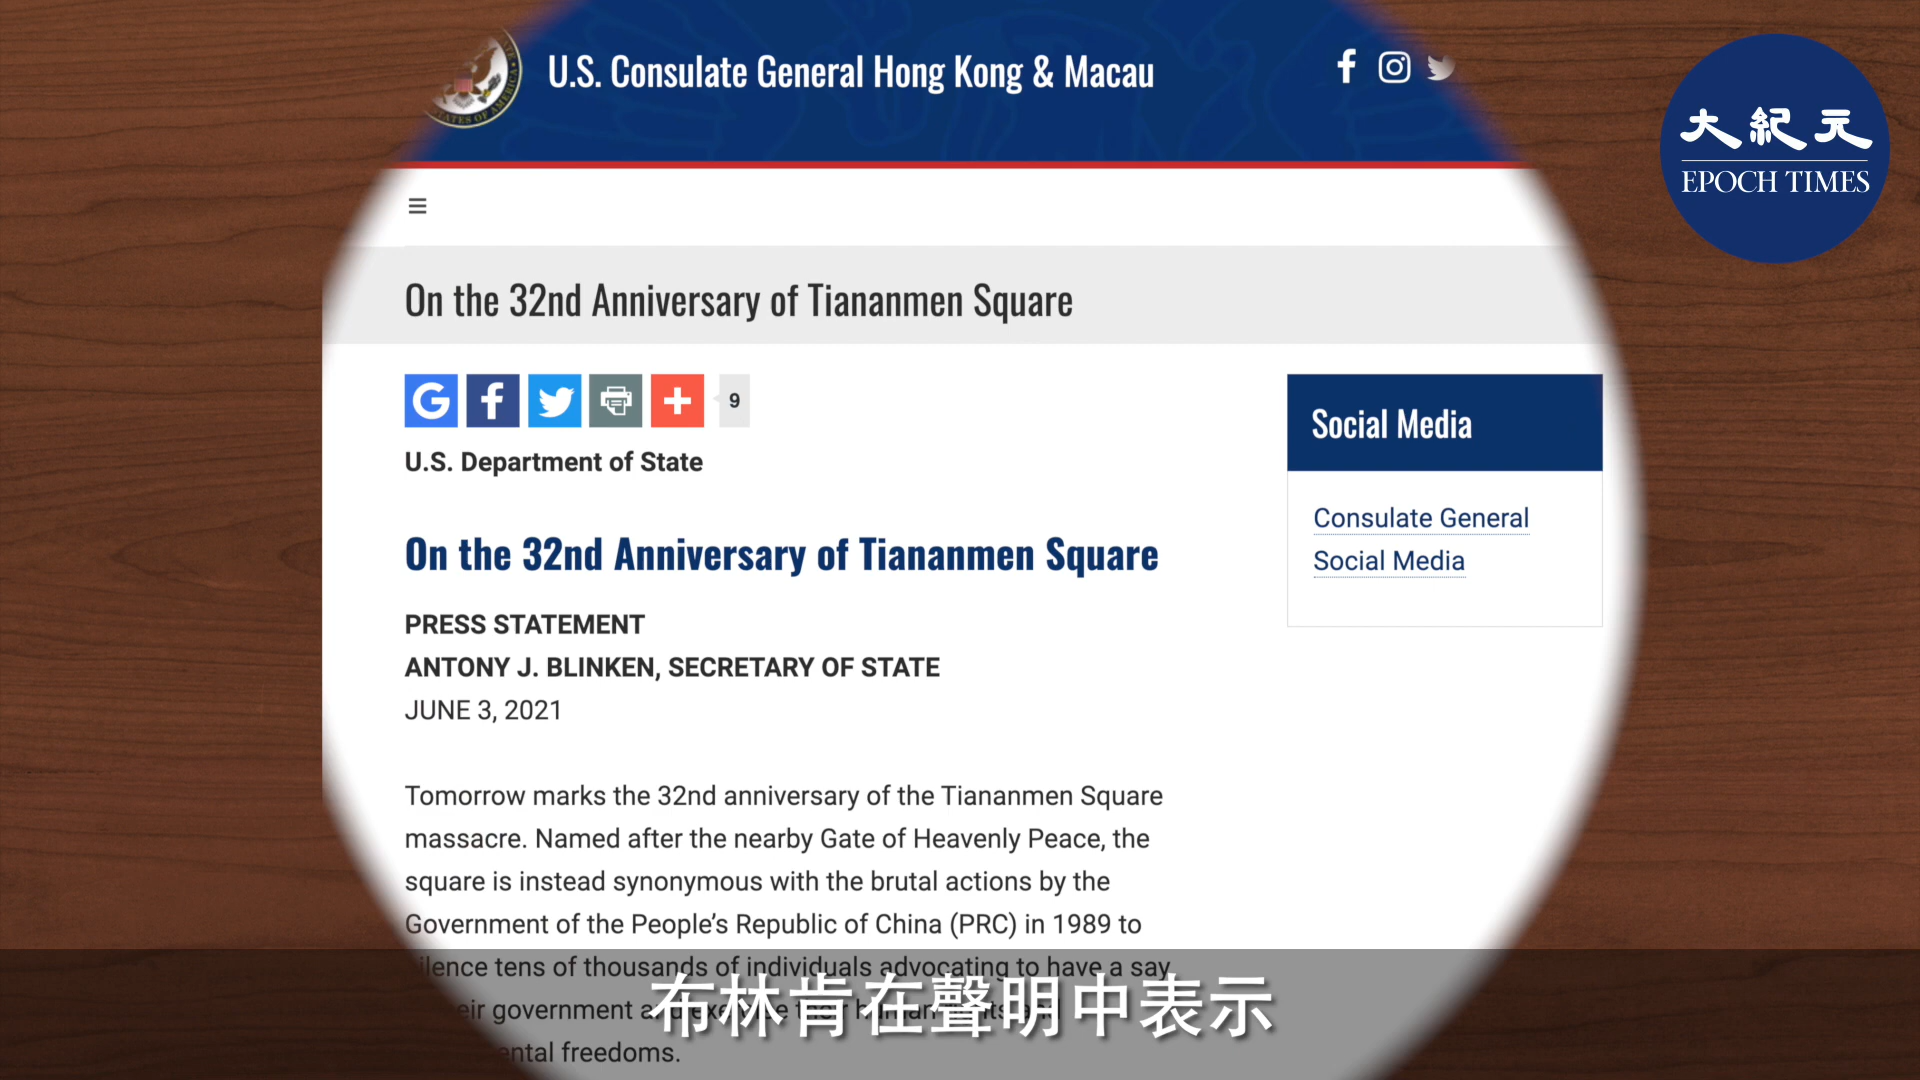 STATES OF AMERICA
U.S. Consulate General Hong Kong & Macau
大紀元
EPOCH TIMES
On the 32nd Anniversary of Tiananmen Square
9
U.S. Department of State
Social Media
Consulate General
Social Media
On the 32nd Anniversary of Tiananmen Square
PRESS STATEMENT
ANTONY J. BLINKEN, SECRETARY OF STATE
JUNE 3, 2021
Tomorrow marks the 32nd anniversary of the Tiananmen Square
massacre. Named after the nearby Gate of Heavenly Peace, the
square is instead synonymous with the brutal actions by the
Government of the People’s Republic of China (PRC) in 1989 to
silence tens of thousands of individuals advocating to have a say
government
freedoms.
布林肯在聲明中表示